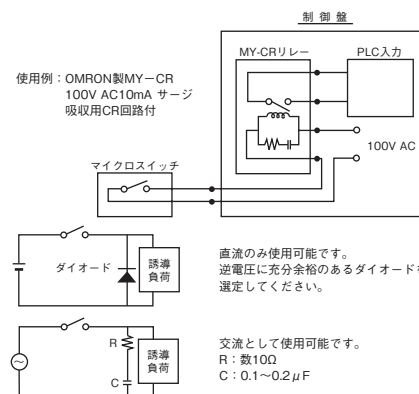 制 御 盤
MY-CRリレー
PLC入力
使用例：OMRON製MY－CR
100V AC10mA サージ
吸収用CR回路付
100V AC
マイクロスイッチ
ダイオード
誘導
負荷
直流のみ使用可能です。
逆電圧に充分余裕のあるダイオードを
選定してください。
R
C
誘導
負荷
交流として使用可能です。
R：数10Ω
C：0.1～0.2μF